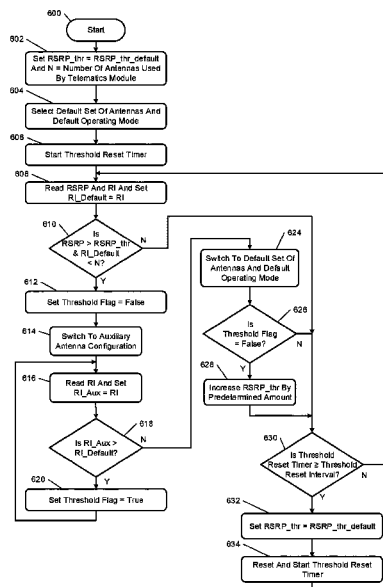 600
Start
602
Set RSRP_thr = RSRP_thr_default
And N = Number Of Antennas Used
By Telematics Module
604
Select Default Set Of Antennas And
Default Operating Mode
606
Start Threshold Reset Timer
608
Read RSRP And RI And Set
RI_Default = RI
610
Is
RSRP > RSRP_thr
& RI_Default
< N?
N
Y
612
Set Threshold Flag = False
614
Switch To Auxiliary
Antenna Configuration
616
Read RI And Set
RI_Aux = RI
618
Is RI_Aux >
RI_Default?
N
Y
620
Set Threshold Flag = True
624
Switch To Default Set Of
Antennas And Default
Operating Mode
626
Is
Threshold Flag
= False?
N
Y
628
Increase RSRP_thr By
Predetermined Amount
630
Is Threshold
Reset Timer ≥ Threshold
Reset Interval?
N
Y
632
Set RSRP_thr = RSRP_thr_default
634
Reset And Start Threshold Reset
Timer